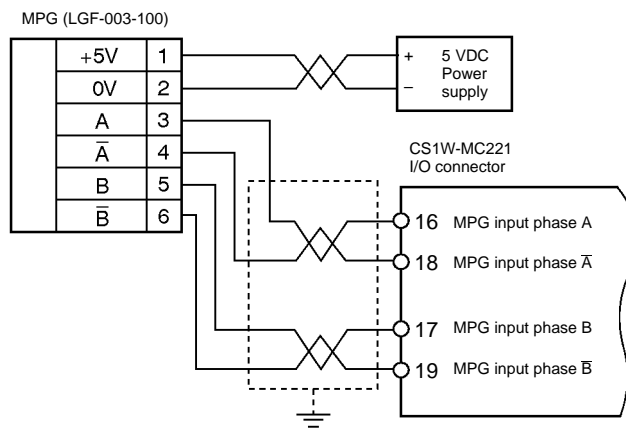 MPG (LGF-003-100)
+5V 1
0V 2
A 3
A̅ 4
B 5
B̅ 6
+ 5 VDC
Power
− supply
CS1W-MC221
I/O connector
16 MPG input phase A
18 MPG input phase A̅
17 MPG input phase B
19 MPG input phase B̅